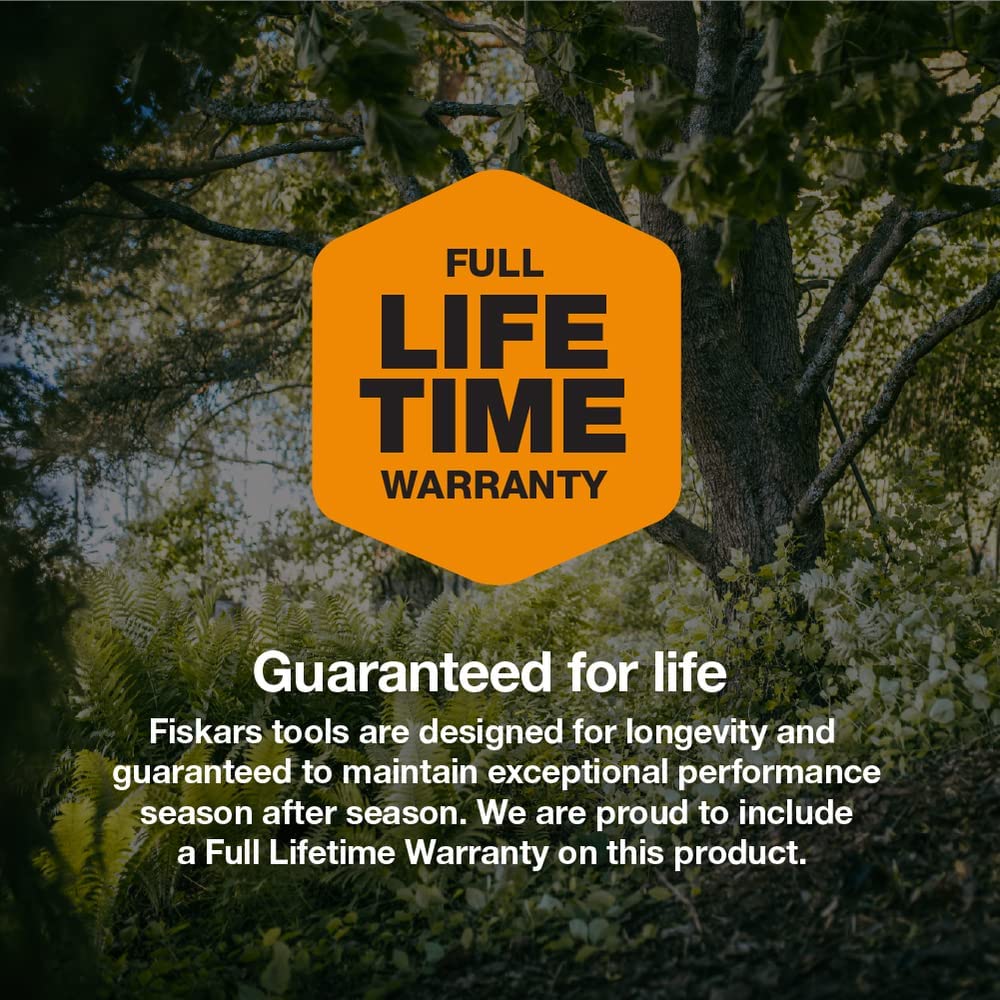 FULL
LIFE
TIME
WARRANTY
Guaranteed for life
Fiskars tools are designed for longevity and
guaranteed to maintain exceptional performance
season after season. We are proud to include
a Full Lifetime Warranty on this product.